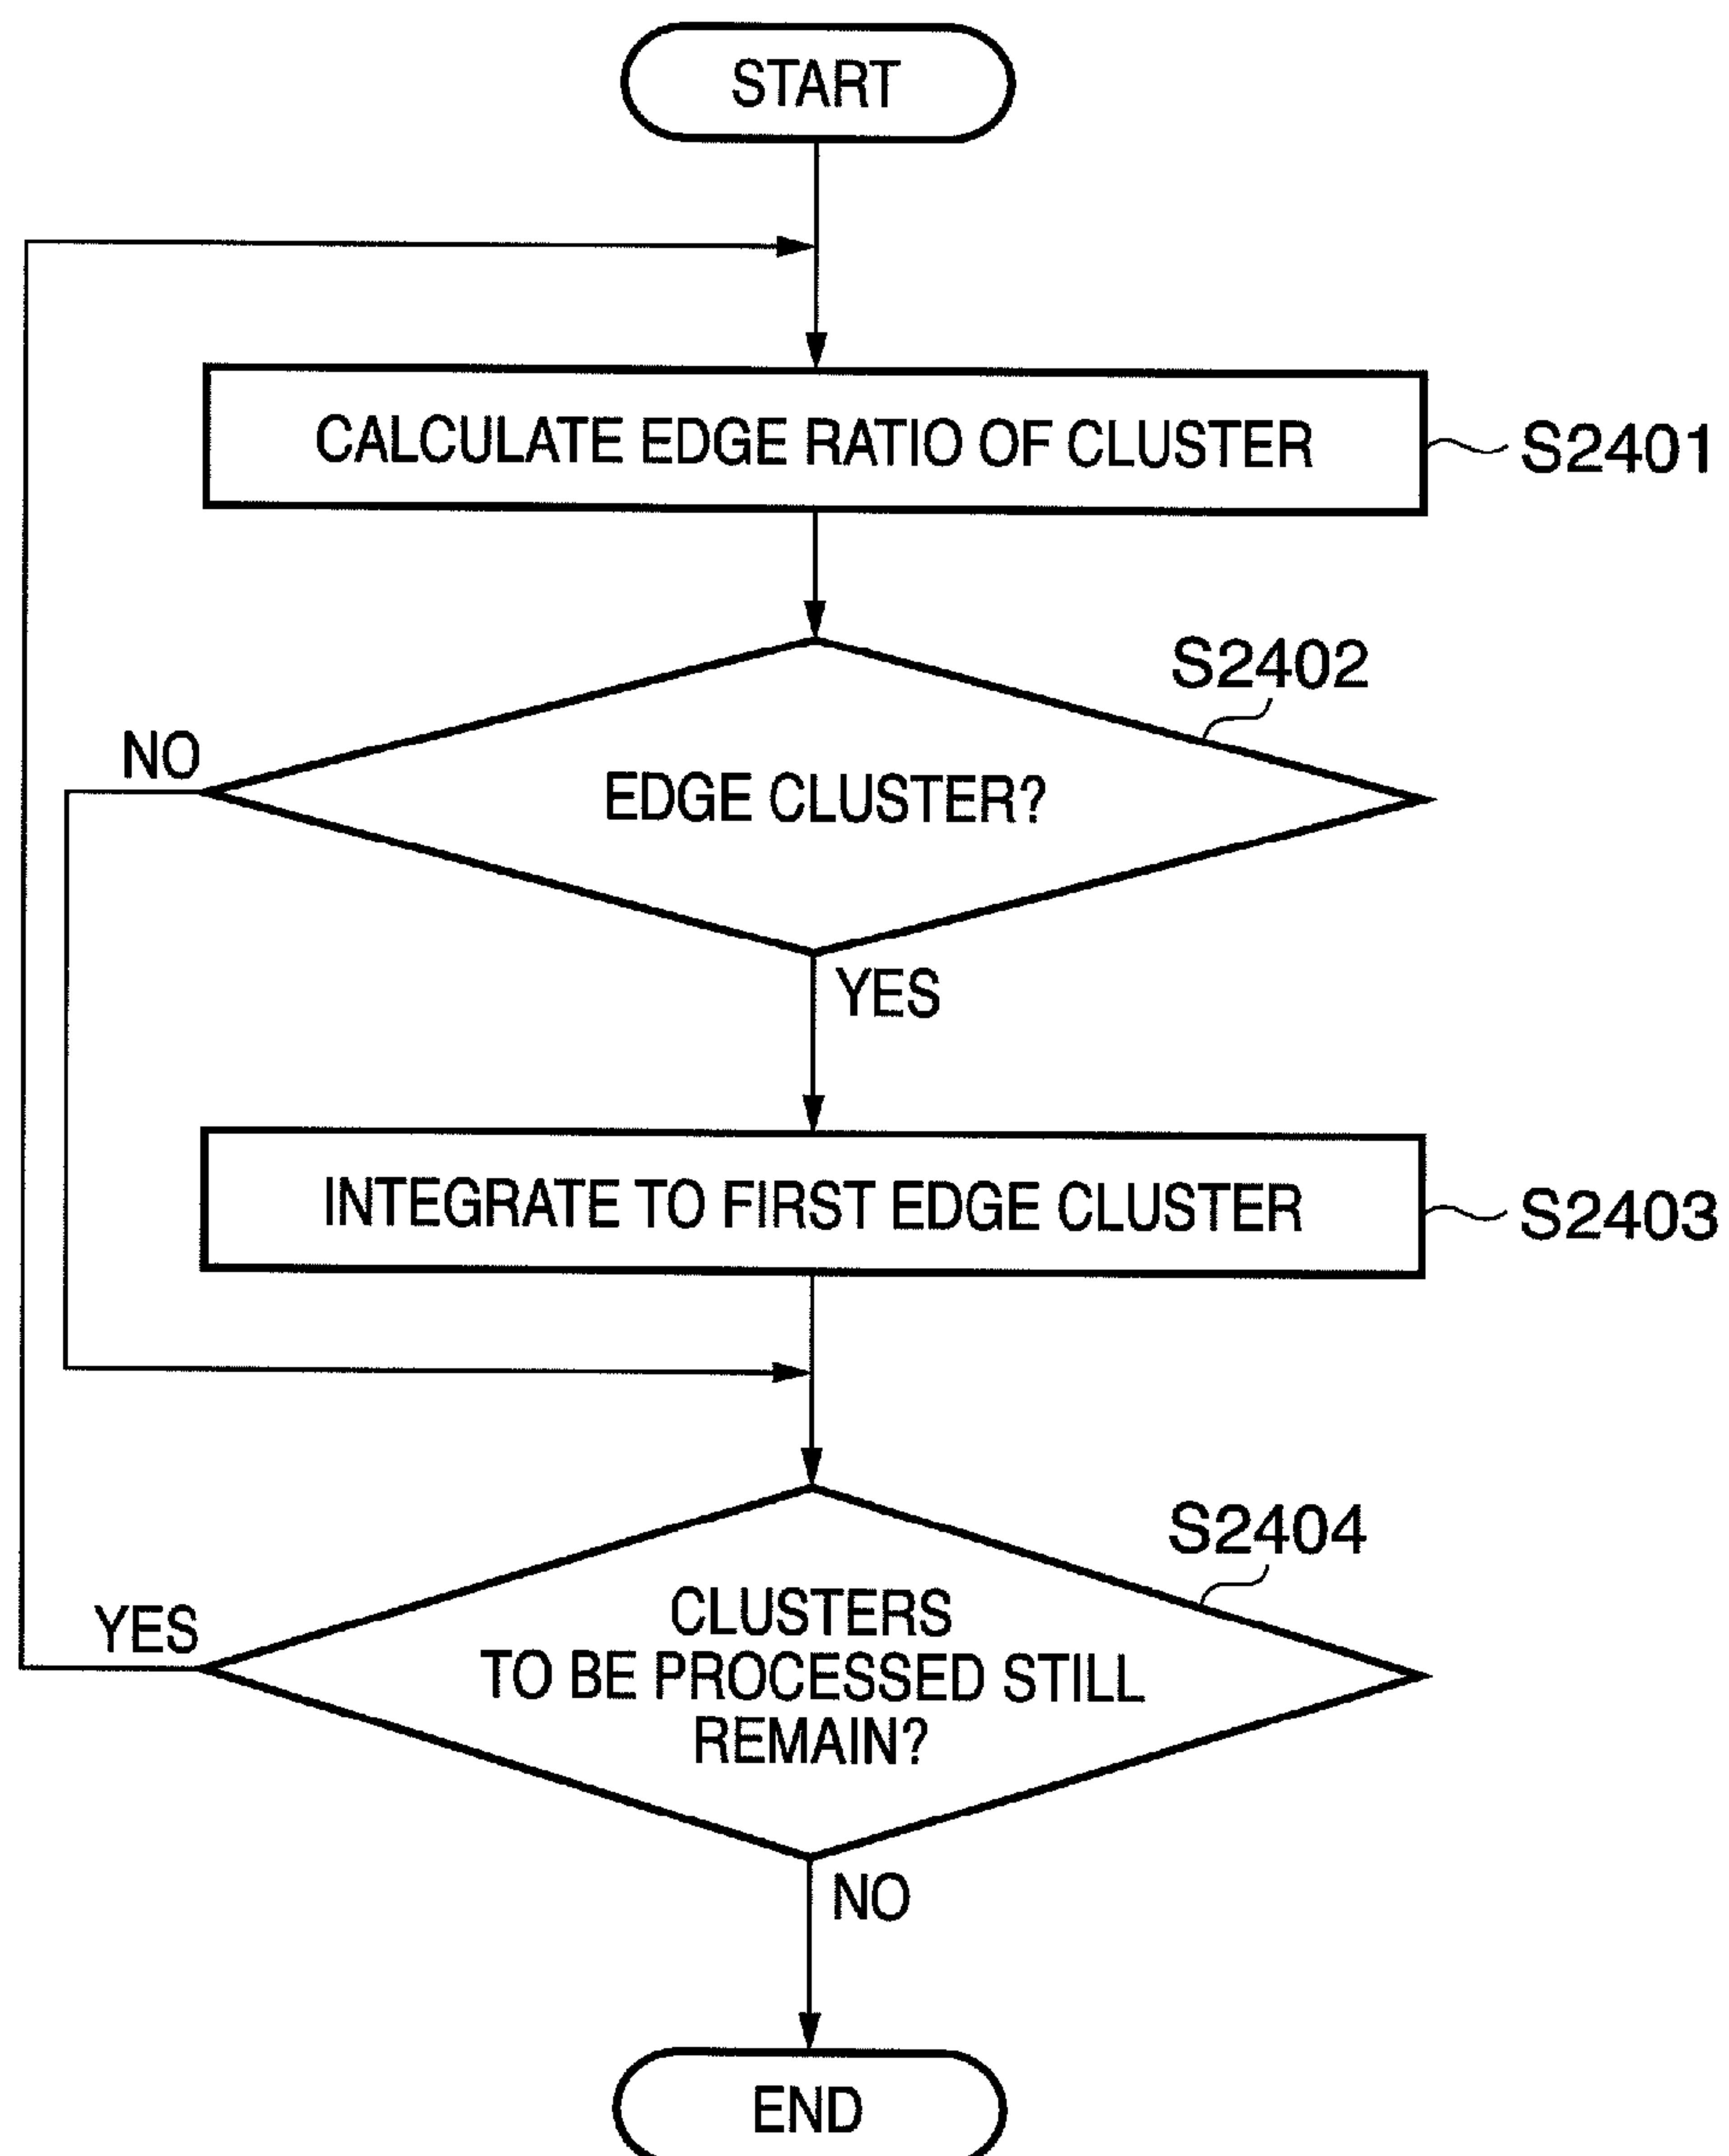 START
CALCULATE EDGE RATIO OF CLUSTER
S2401
S2402
NO
EDGE CLUSTER?
YES
INTEGRATE TO FIRST EDGE CLUSTER
S2403
S2404
YES
CLUSTERS
TO BE PROCESSED STILL
REMAIN?
NO
END